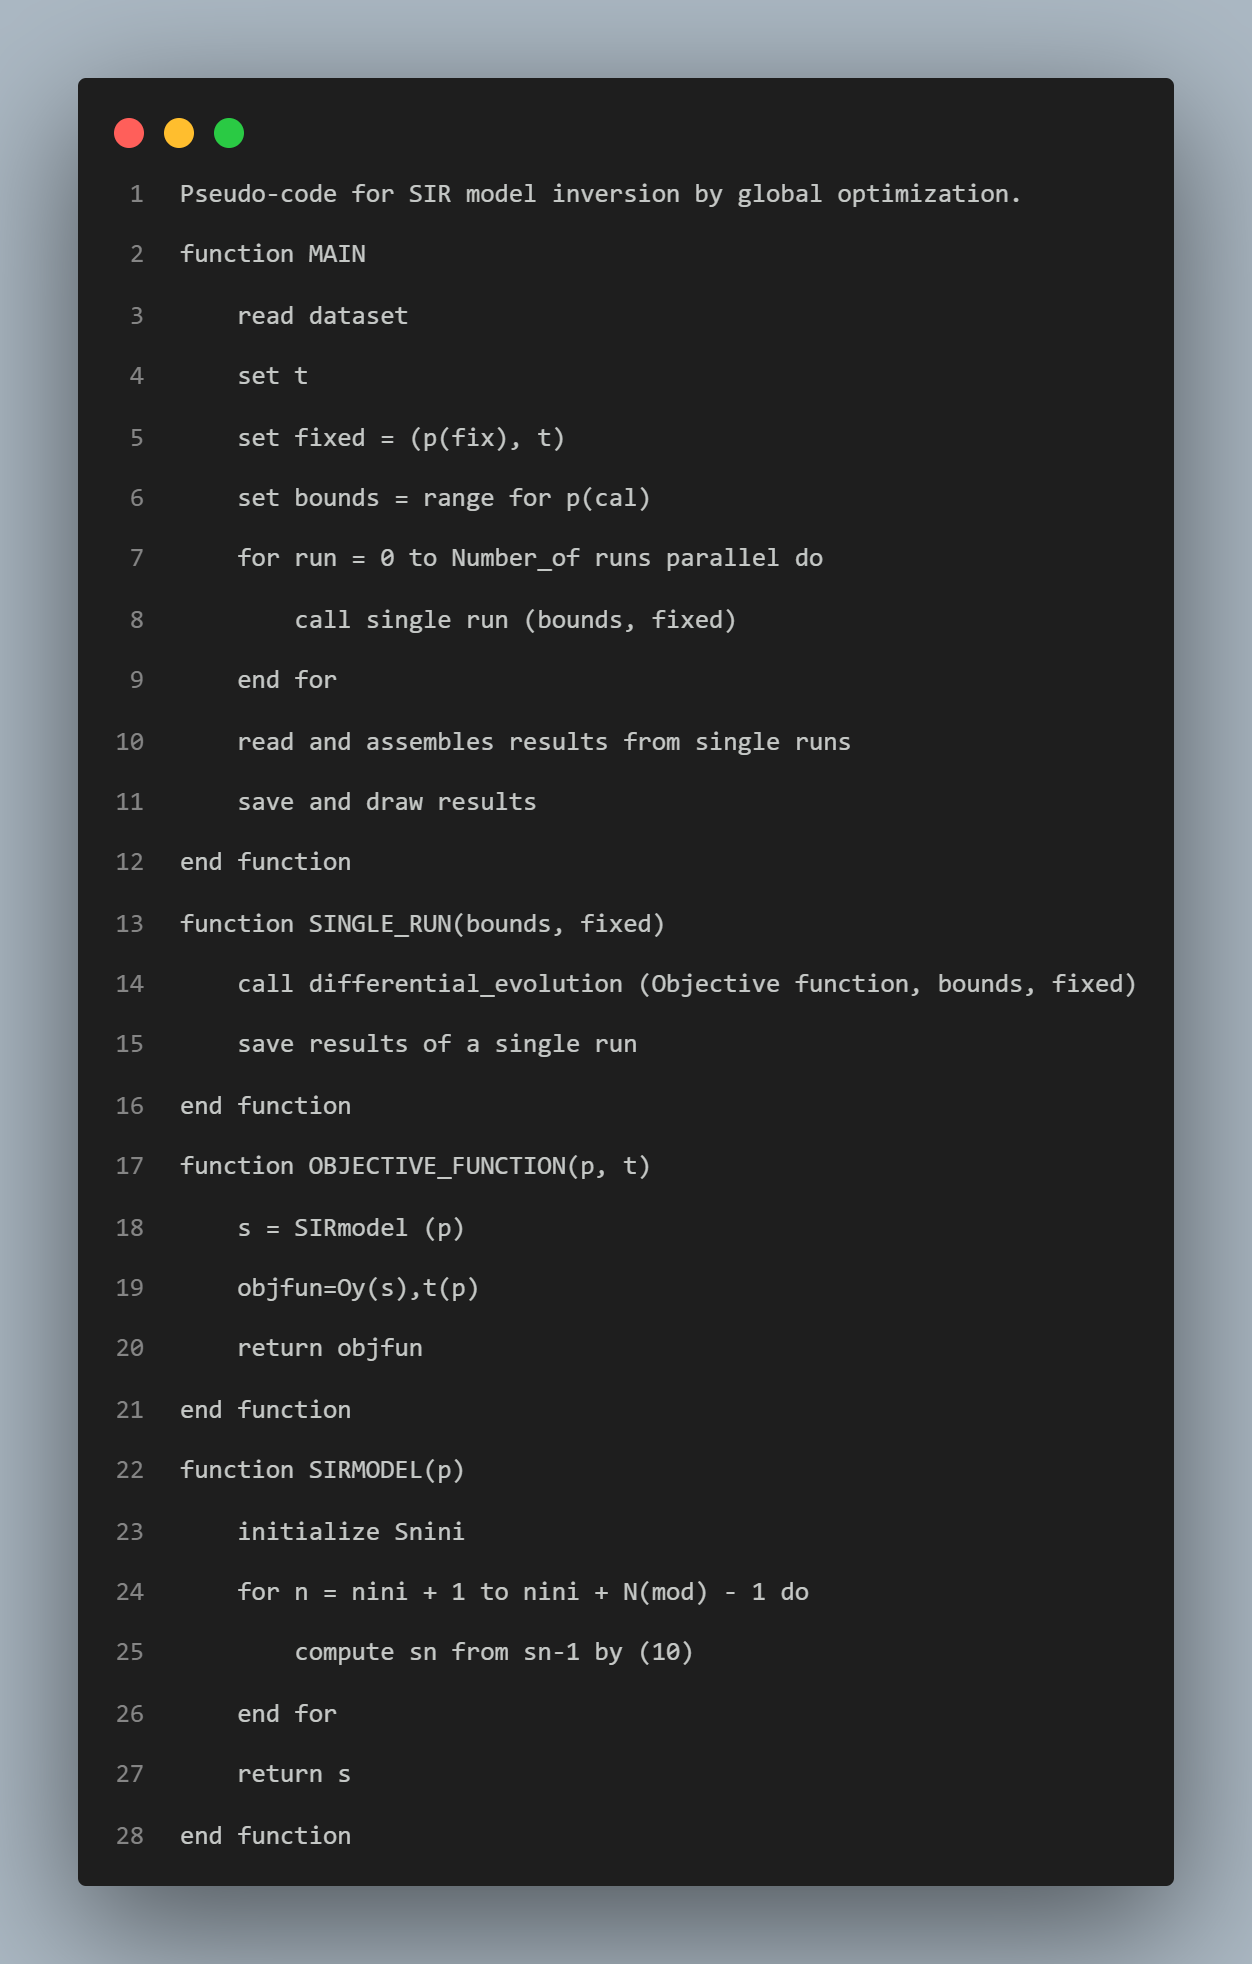 1 Pseudo-code for SIR model inversion by global optimization.
2 function MAIN
3 read dataset
4 set t
5 set fixed = (p(fix), t)
6 set bounds = range for p(cal)
7 for run = 0 to Number_of runs parallel do
8 call single run (bounds, fixed)
9 end for
10 read and assembles results from single runs
11 save and draw results
12 end function
13 function SINGLE_RUN(bounds, fixed)
14 call differential_evolution (Objective function, bounds, fixed)
15 save results of a single run
16 end function
17 function OBJECTIVE_FUNCTION(p, t)
18 s = SIRmodel (p)
19 objfun=Oy(s),t(p)
20 return objfun
21 end function
22 function SIRMODEL(p)
23 initialize Snini
24 for n = nini + 1 to nini + N(mod) - 1 do
25 compute sn from sn-1 by (10)
26 end for
27 return s
28 end function